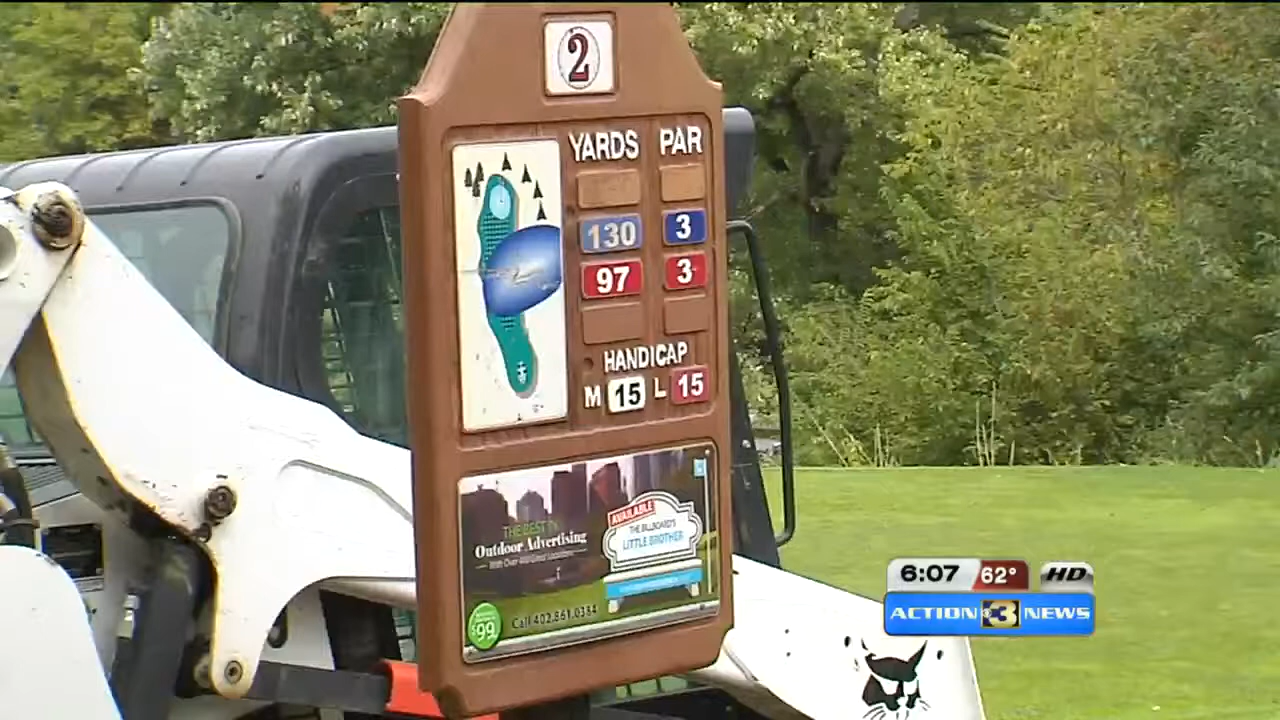 2
YARDS PAR
130 3
97 3
HANDICAP
M 15 L 15
THE BEST IN
Outdoor Advertising
AVAILABLE
THE BILLBOARD'S
LITTLE BROTHER
$99
Call 402.861.0384
6:07 62° HD
ACTION 3 NEWS